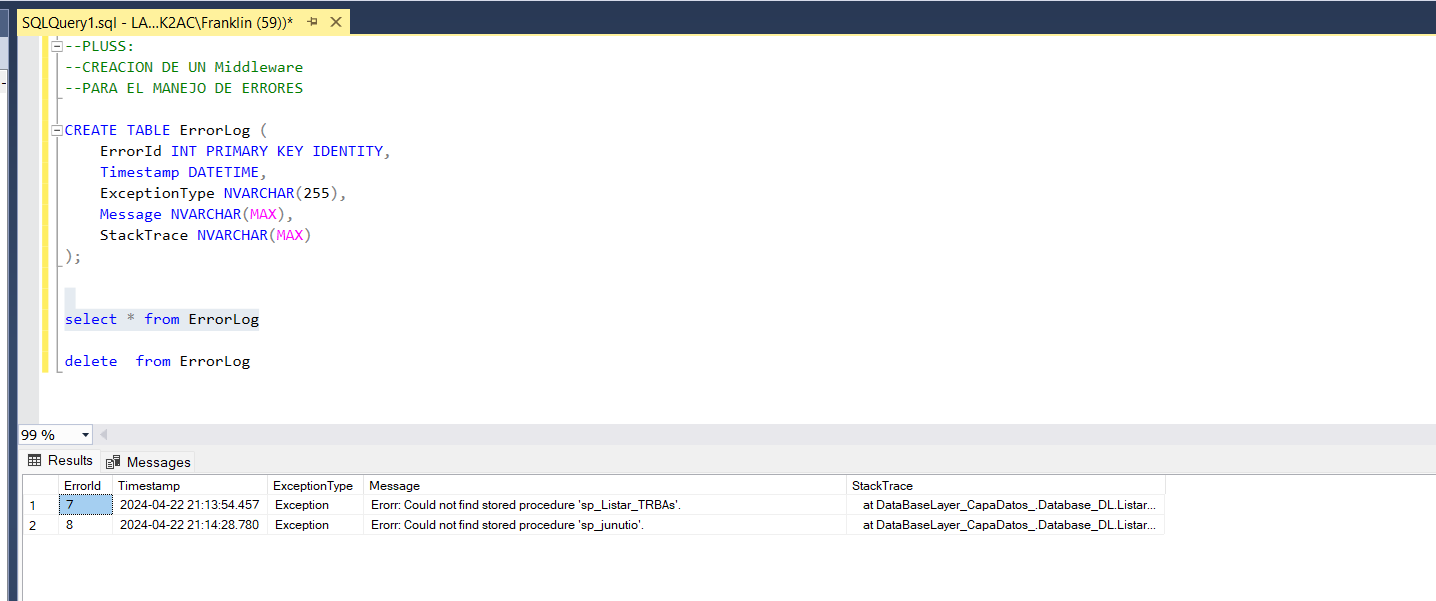 SQLQuery1.sql - LA...K2AC\Franklin (59))*
--PLUSS:
--CREACION DE UN Middleware
--PARA EL MANEJO DE ERRORES
CREATE TABLE ErrorLog (
ErrorId INT PRIMARY KEY IDENTITY,
Timestamp DATETIME,
ExceptionType NVARCHAR(255),
Message NVARCHAR(MAX),
StackTrace NVARCHAR(MAX)
);
select * from ErrorLog
delete  from ErrorLog
99 %
Results Messages
ErrorId Timestamp ExceptionType Message StackTrace
1 7 2024-04-22 21:13:54.457 Exception Erorr: Could not find stored procedure 'sp_Listar_TRBAs'. at DataBaseLayer_CapaDatos_.Database_DL.Listar...
2 8 2024-04-22 21:14:28.780 Exception Erorr: Could not find stored procedure 'sp_junutio'. at DataBaseLayer_CapaDatos_.Database_DL.Listar...